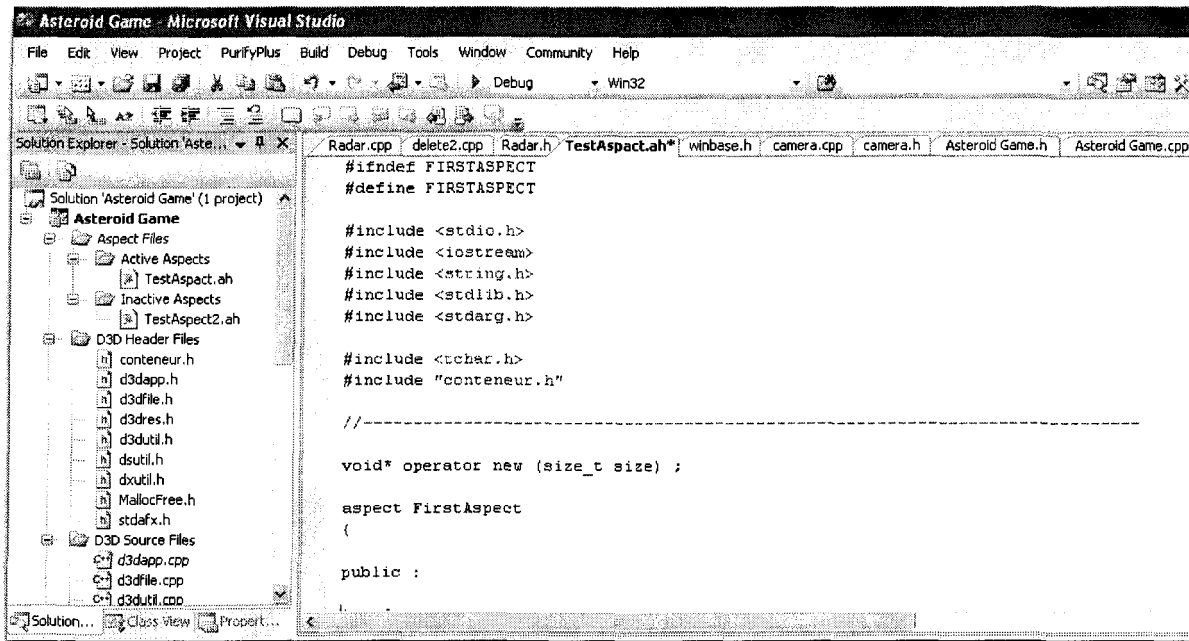 Asteroid Game - Microsoft Visual Studio
File Edit View Project PurifyPlus Build Debug Tools Window Community Help
Debug Win32
Solution Explorer - Solution 'Aste...
Radar.cpp delete2.cpp Radar.h TestAspact.ah* winbase.h camera.cpp camera.h Asteroid Game.h Asteroid Game.cpp
Solution 'Asteroid Game' (1 project)
Asteroid Game
Aspect Files
Active Aspects
TestAspact.ah
Inactive Aspects
TestAspect2.ah
D3D Header Files
conteneur.h
d3dapp.h
d3dfile.h
d3dres.h
d3dutil.h
dsutil.h
dxutil.h
MallocFree.h
stdafx.h
D3D Source Files
d3dapp.cpp
d3dfile.cpp
d3dutil.cpp
Solution... Class View Propert...
#ifndef FIRSTASPECT
#define FIRSTASPECT
#include <stdio.h>
#include <iostream>
#include <string.h>
#include <stdlib.h>
#include <stdarg.h>
#include <tchar.h>
#include "conteneur.h"
//------------------------------------------------------------------------
void* operator new (size_t size) ;
aspect FirstAspect
{
public :